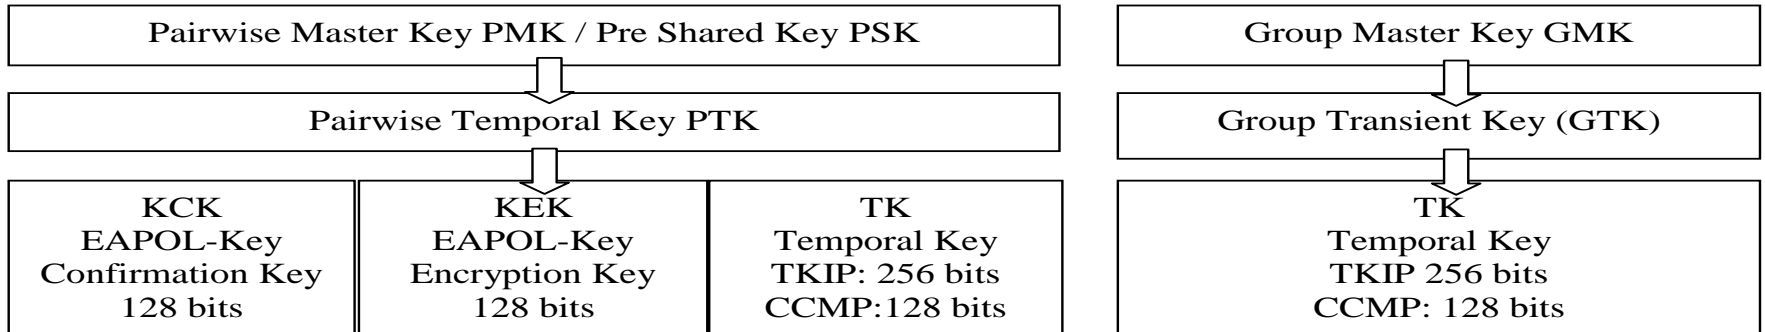 Pairwise Master Key PMK / Pre Shared Key PSK
Pairwise Temporal Key PTK
KCK
EAPOL-Key
Confirmation Key
128 bits
KEK
EAPOL-Key
Encryption Key
128 bits
TK
Temporal Key
TKIP: 256 bits
CCMP:128 bits
Group Master Key GMK
Group Transient Key (GTK)
TK
Temporal Key
TKIP 256 bits
CCMP: 128 bits